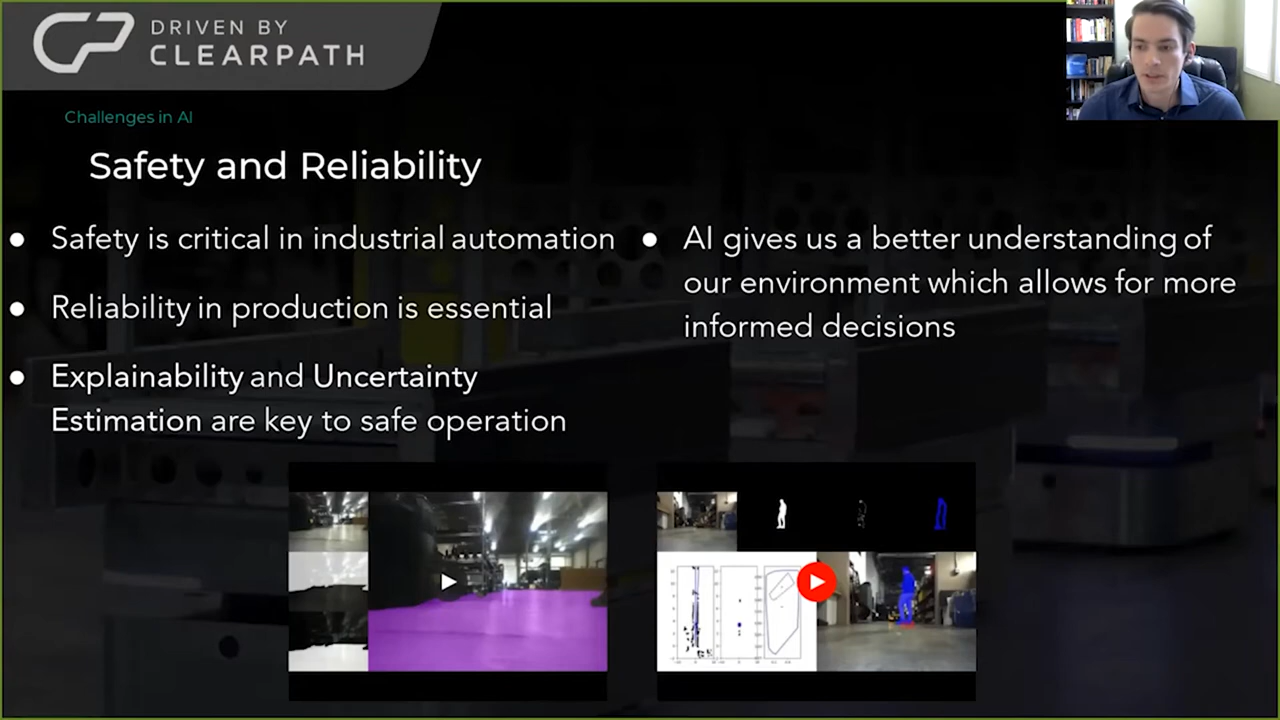 DRIVEN BY
CLEARPATH
Challenges in AI
Safety and Reliability
● Safety is critical in industrial automation
● Reliability in production is essential
● Explainability and Uncertainty
Estimation are key to safe operation
● AI gives us a better understanding of
our environment which allows for more
informed decisions